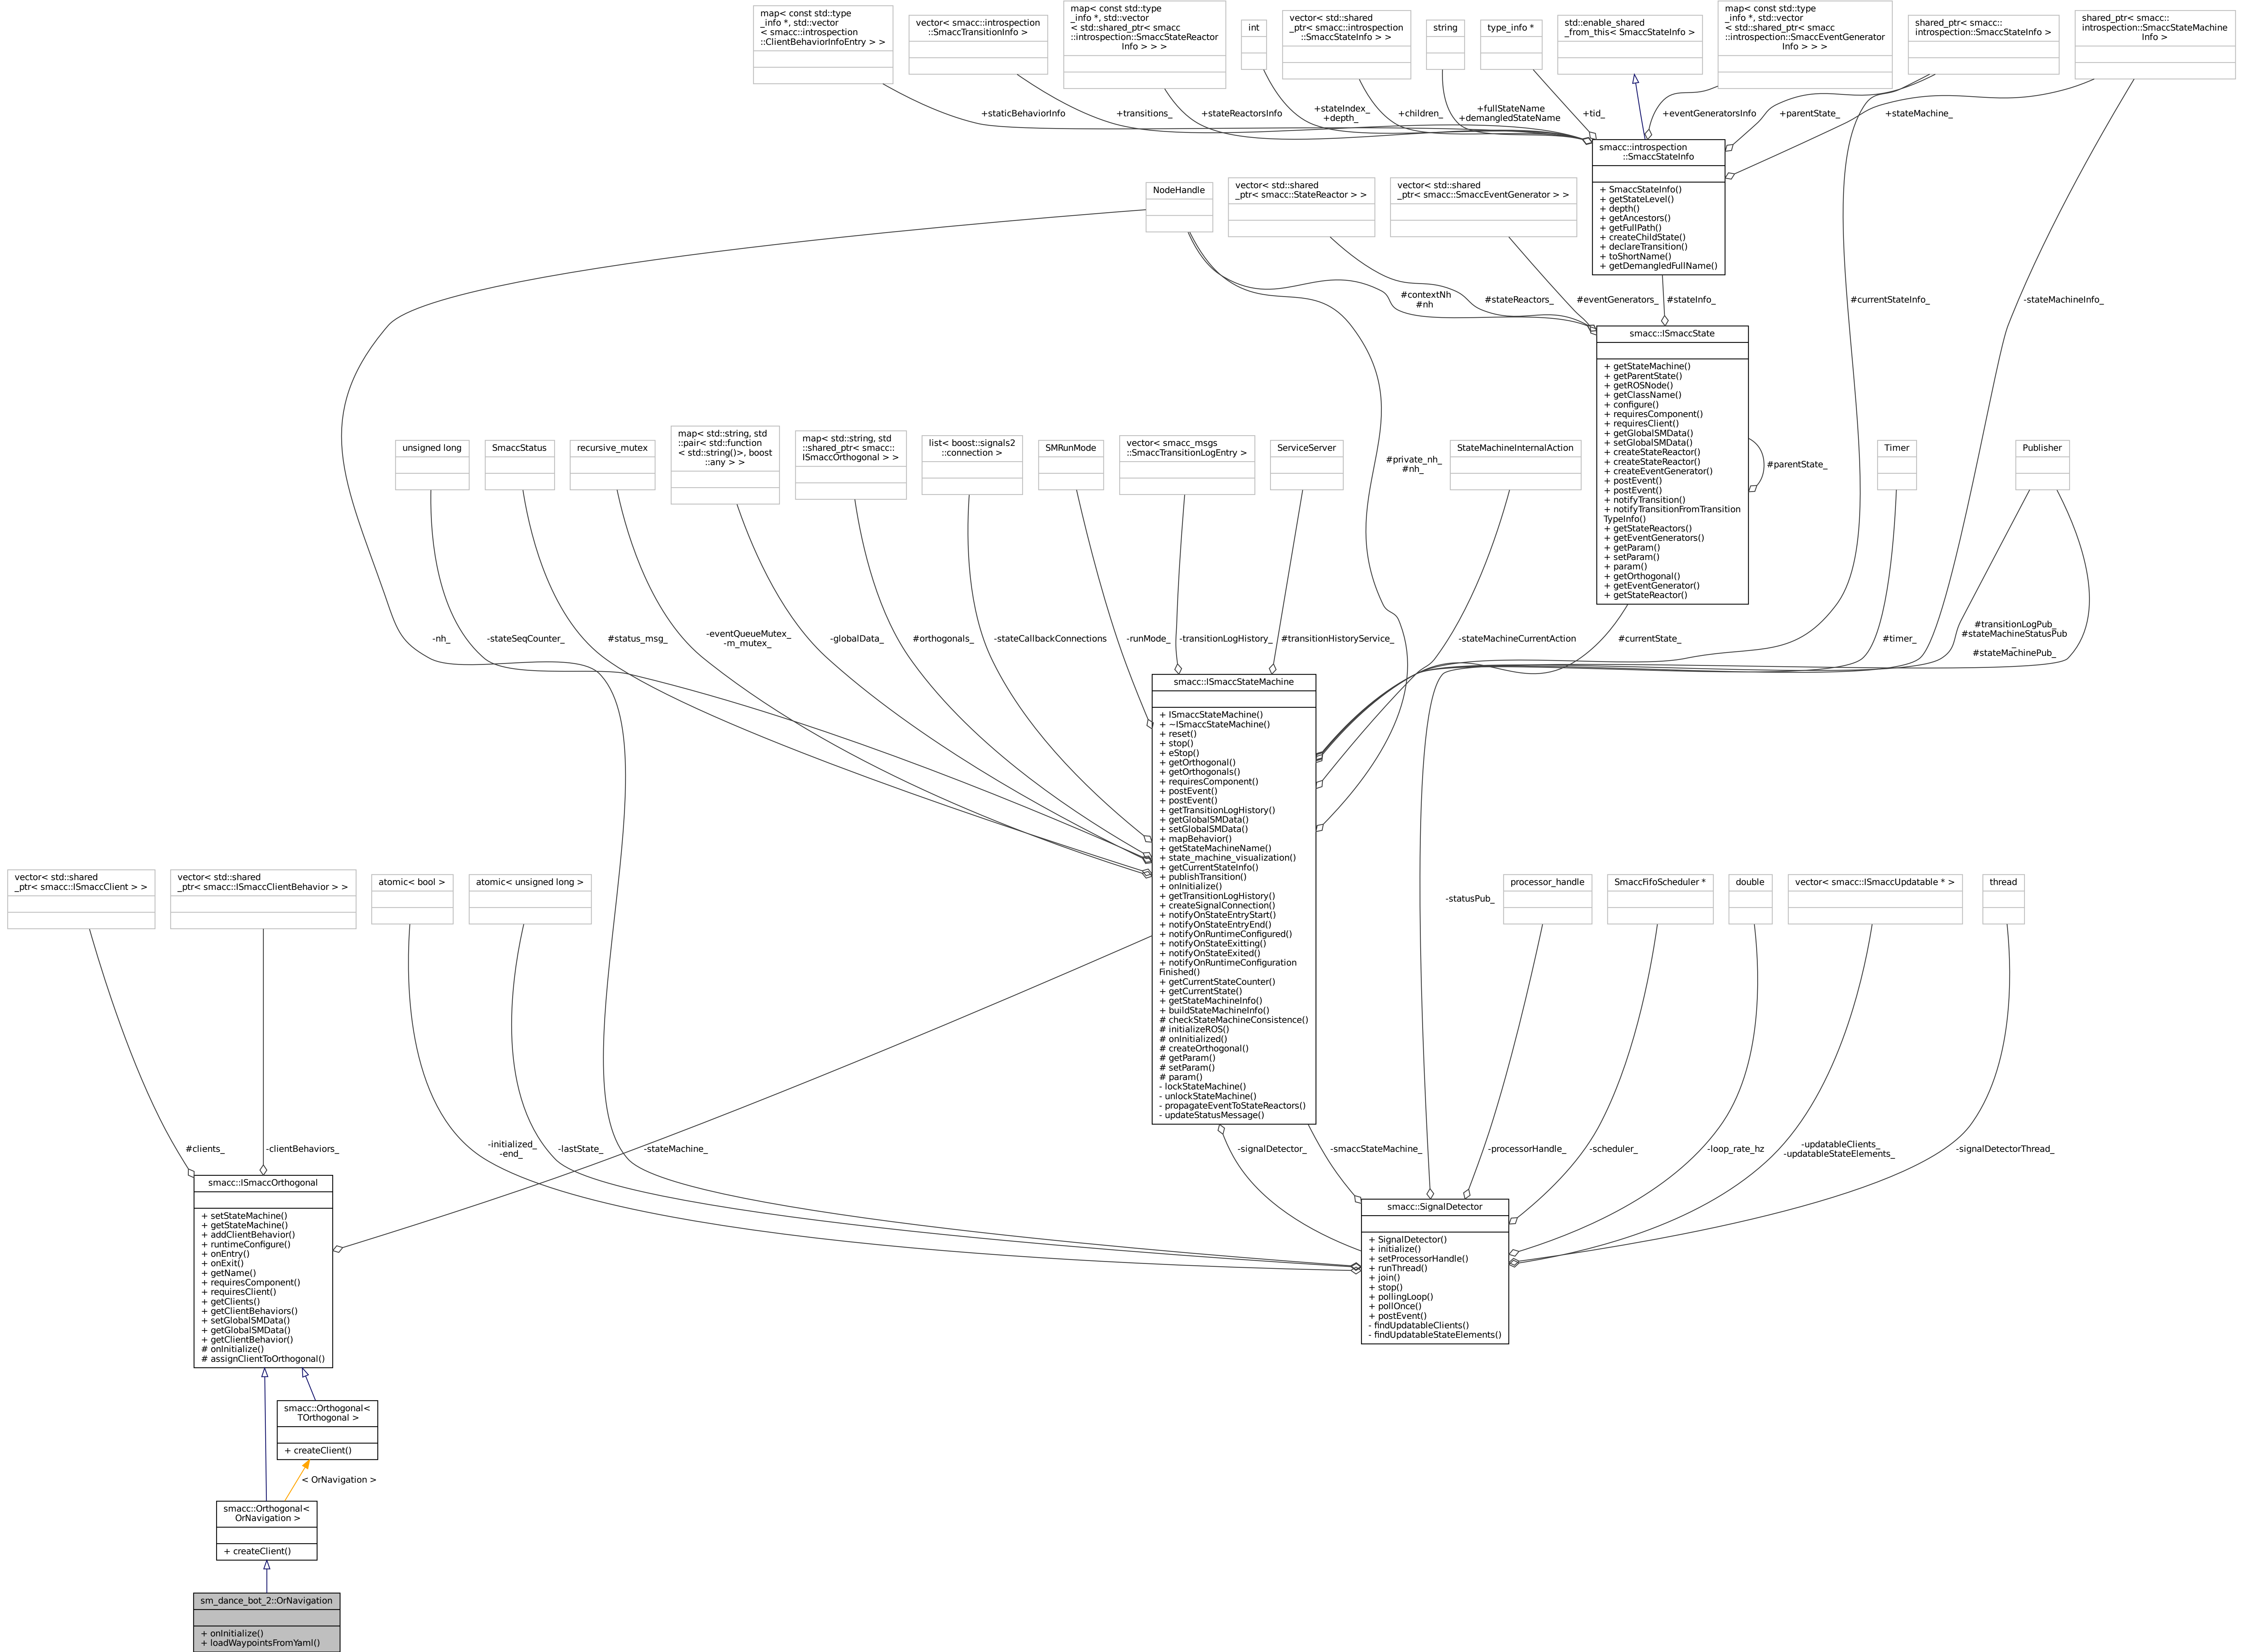 map< const std::type
_info *, std::vector
< smacc::introspection
::ClientBehaviorInfoEntry > >
vector< smacc::introspection
::SmaccTransitionInfo >
map< const std::type
_info *, std::vector
< std::shared_ptr< smacc
::introspection::SmaccStateReactor
Info > > >
int
vector< std::shared
_ptr< smacc::introspection
::SmaccStateInfo > >
string
type_info *
std::enable_shared
_from_this< SmaccStateInfo >
map< const std::type
_info *, std::vector
< std::shared_ptr< smacc
::introspection::SmaccEventGenerator
Info > > >
shared_ptr< smacc::
introspection::SmaccStateInfo >
shared_ptr< smacc::
introspection::SmaccStateMachine
Info >
+staticBehaviorInfo
+transitions_
+stateReactorsInfo
+stateIndex_
+depth_
+children_
+fullStateName
+demangledStateName
+tid_
+eventGeneratorsInfo
+parentState_
+stateMachine_
smacc::introspection
::SmaccStateInfo
+ SmaccStateInfo()
+ getStateLevel()
+ depth()
+ getAncestors()
+ getFullPath()
+ createChildState()
+ declareTransition()
+ toShortName()
+ getDemangledFullName()
NodeHandle
vector< std::shared
_ptr< smacc::StateReactor > >
vector< std::shared
_ptr< smacc::SmaccEventGenerator > >
#contextNh
#nh
#stateReactors_
#eventGenerators_
#stateInfo_
#currentStateInfo_
-stateMachineInfo_
smacc::ISmaccState
+ getStateMachine()
+ getParentState()
+ getROSNode()
+ getClassName()
+ configure()
+ requiresComponent()
+ requiresClient()
+ getGlobalSMData()
+ setGlobalSMData()
+ createStateReactor()
+ createStateReactor()
+ createEventGenerator()
+ postEvent()
+ postEvent()
+ notifyTransition()
+ notifyTransitionFromTransition
TypeInfo()
+ getStateReactors()
+ getEventGenerators()
+ getParam()
+ setParam()
+ param()
+ getOrthogonal()
+ getEventGenerator()
+ getStateReactor()
#parentState_
unsigned long
SmaccStatus
recursive_mutex
map< std::string, std
::pair< std::function
< std::string()>, boost
::any > >
map< std::string, std
::shared_ptr< smacc::
ISmaccOrthogonal > >
list< boost::signals2
::connection >
SMRunMode
vector< smacc_msgs
::SmaccTransitionLogEntry >
ServiceServer
#private_nh_
#nh_
StateMachineInternalAction
Timer
Publisher
-nh_
-stateSeqCounter_
#status_msg_
-eventQueueMutex_
-m_mutex_
-globalData_
#orthogonals_
-stateCallbackConnections
-runMode_
-transitionLogHistory_
#transitionHistoryService_
-stateMachineCurrentAction
#currentState_
#timer_
#transitionLogPub_
#stateMachineStatusPub
_
#stateMachinePub_
smacc::ISmaccStateMachine
+ ISmaccStateMachine()
+ ~ISmaccStateMachine()
+ reset()
+ stop()
+ eStop()
+ getOrthogonal()
+ getOrthogonals()
+ requiresComponent()
+ postEvent()
+ postEvent()
+ getTransitionLogHistory()
+ getGlobalSMData()
+ setGlobalSMData()
+ mapBehavior()
+ getStateMachineName()
+ state_machine_visualization()
+ getCurrentStateInfo()
+ publishTransition()
+ onInitialize()
+ getTransitionLogHistory()
+ createSignalConnection()
+ notifyOnStateEntryStart()
+ notifyOnStateEntryEnd()
+ notifyOnRuntimeConfigured()
+ notifyOnStateExitting()
+ notifyOnStateExited()
+ notifyOnRuntimeConfiguration
Finished()
+ getCurrentStateCounter()
+ getCurrentState()
+ getStateMachineInfo()
+ buildStateMachineInfo()
# checkStateMachineConsistence()
# initializeROS()
# onInitialized()
# createOrthogonal()
# getParam()
# setParam()
# param()
- lockStateMachine()
- unlockStateMachine()
- propagateEventToStateReactors()
- updateStatusMessage()
vector< std::shared
_ptr< smacc::ISmaccClient > >
vector< std::shared
_ptr< smacc::ISmaccClientBehavior > >
atomic< bool >
atomic< unsigned long >
-statusPub_
processor_handle
SmaccFifoScheduler *
double
vector< smacc::ISmaccUpdatable * >
thread
#clients_
-clientBehaviors_
-initialized_
-end_
-lastState_
-stateMachine_
-signalDetector_
-smaccStateMachine_
-processorHandle_
-scheduler_
-loop_rate_hz
-updatableClients_
-updatableStateElements_
-signalDetectorThread_
smacc::ISmaccOrthogonal
+ setStateMachine()
+ getStateMachine()
+ addClientBehavior()
+ runtimeConfigure()
+ onEntry()
+ onExit()
+ getName()
+ requiresComponent()
+ requiresClient()
+ getClients()
+ getClientBehaviors()
+ setGlobalSMData()
+ getGlobalSMData()
+ getClientBehavior()
# onInitialize()
# assignClientToOrthogonal()
smacc::SignalDetector
+ SignalDetector()
+ initialize()
+ setProcessorHandle()
+ runThread()
+ join()
+ stop()
+ pollingLoop()
+ pollOnce()
+ postEvent()
- findUpdatableClients()
- findUpdatableStateElements()
smacc::Orthogonal<
TOrthogonal >
+ createClient()
< OrNavigation >
smacc::Orthogonal<
OrNavigation >
+ createClient()
sm_dance_bot_2::OrNavigation
+ onInitialize()
+ loadWaypointsFromYaml()